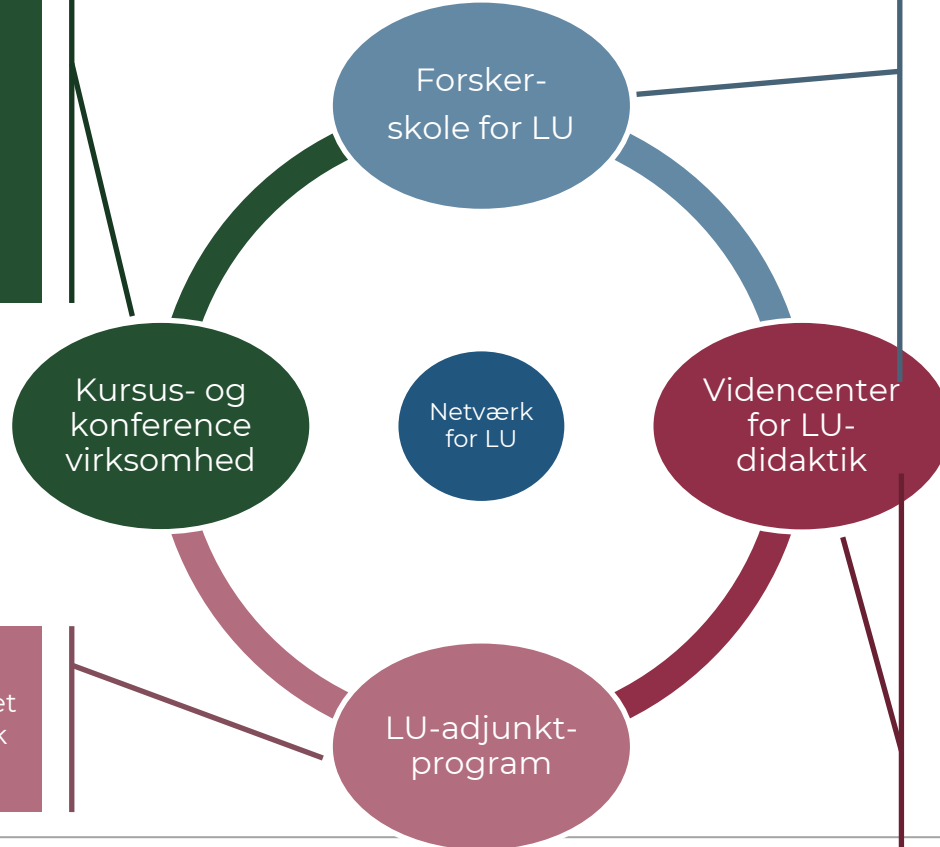 Forsker-
skole for LU
Kursus- og
konference
virksomhed
Netværk
for LU
Videncenter
for LU-
didaktik
LU-adjunkt-
program